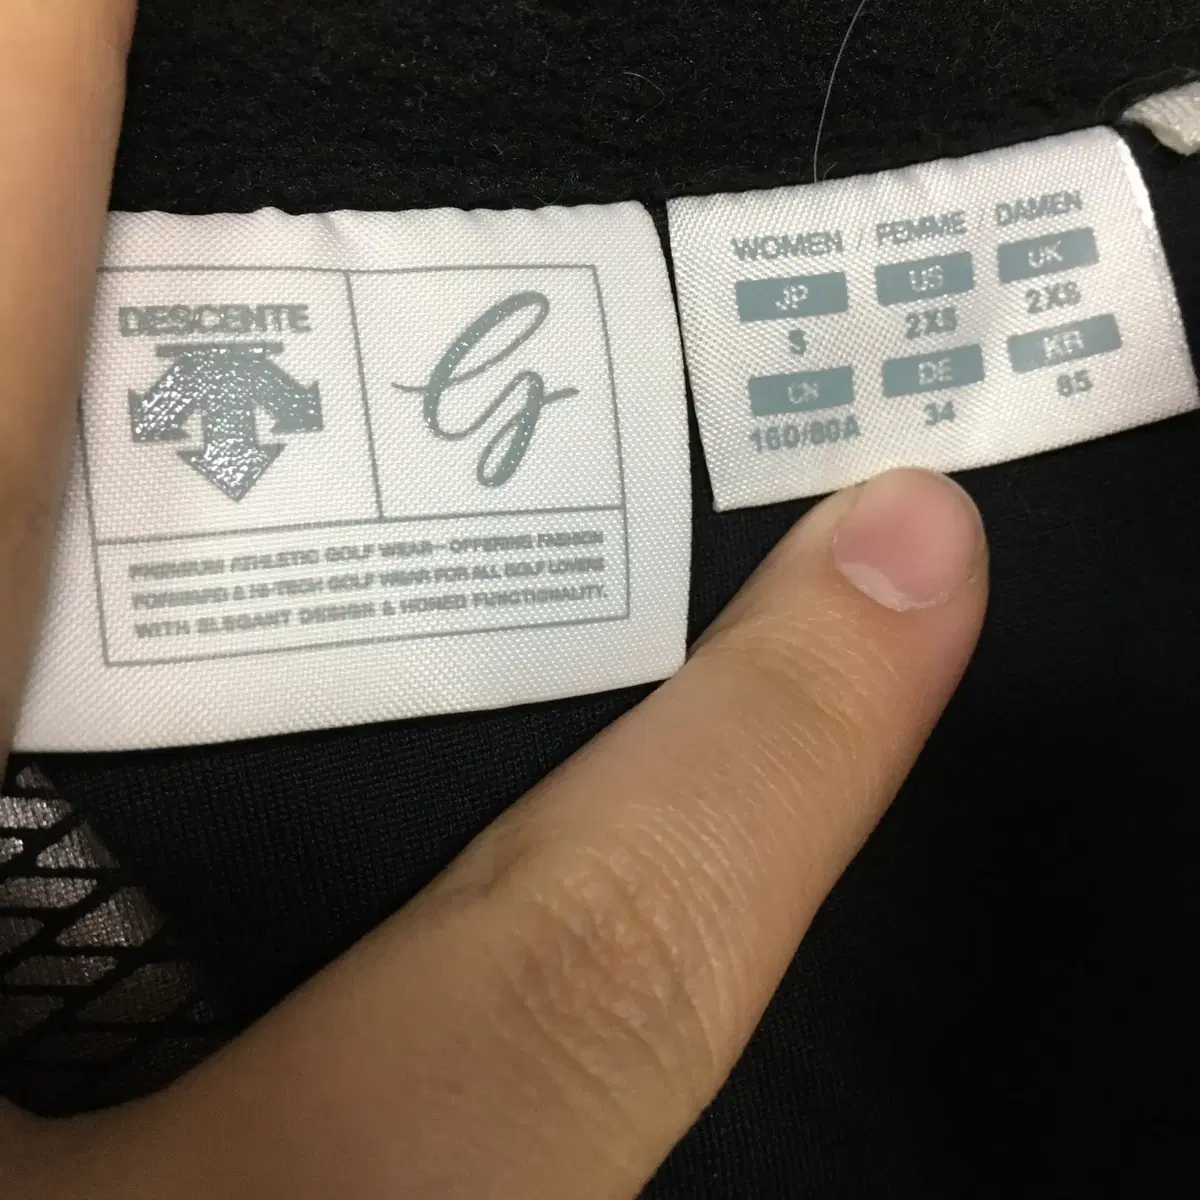 DESCENTE
G
PREMIUM ATHLETIC GOLF WEAR—OFFERING FASHION
FORWARD & HI-TECH GOLF WEAR FOR ALL GOLF LOVERS
WITH ELEGANT DESIGN & HONED FUNCTIONALITY.
WOMEN / FEMME / DAMEN
JP US UK
S 2XS 2XS
CN DE KR
160/80A 34 85